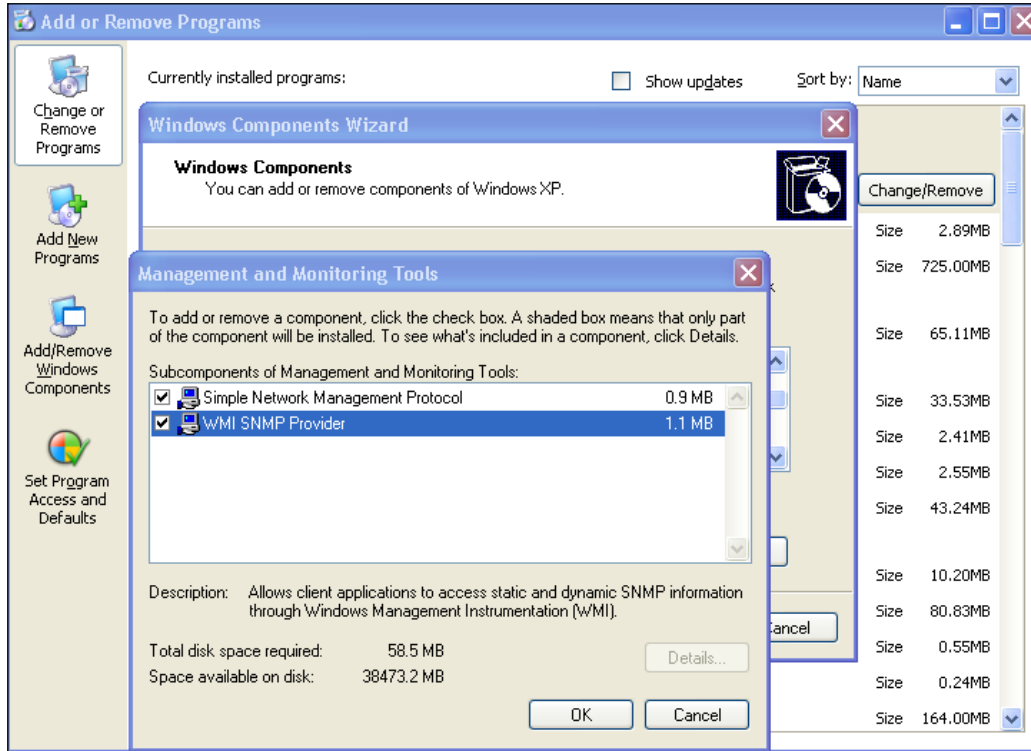 Add or Remove Programs
Change or
Remove
Programs
Add New
Programs
Add/Remove
Windows
Components
Set Program
Access and
Defaults
Currently installed programs:
Show updates
Sort by: Name
Change/Remove
Size 2.89MB
Size 725.00MB
Size 65.11MB
Size 33.53MB
Size 2.41MB
Size 2.55MB
Size 43.24MB
Size 10.20MB
Size 80.83MB
Size 0.55MB
Size 0.24MB
Size 164.00MB
Windows Components Wizard
Windows Components
You can add or remove components of Windows XP.
Management and Monitoring Tools
To add or remove a component, click the check box. A shaded box means that only part
of the component will be installed. To see what's included in a component, click Details.
Subcomponents of Management and Monitoring Tools:
Simple Network Management Protocol 0.9 MB
WMI SNMP Provider 1.1 MB
Description: Allows client applications to access static and dynamic SNMP information
through Windows Management Instrumentation (WMI).
Total disk space required: 58.5 MB
Space available on disk: 38473.2 MB
Details...
OK Cancel